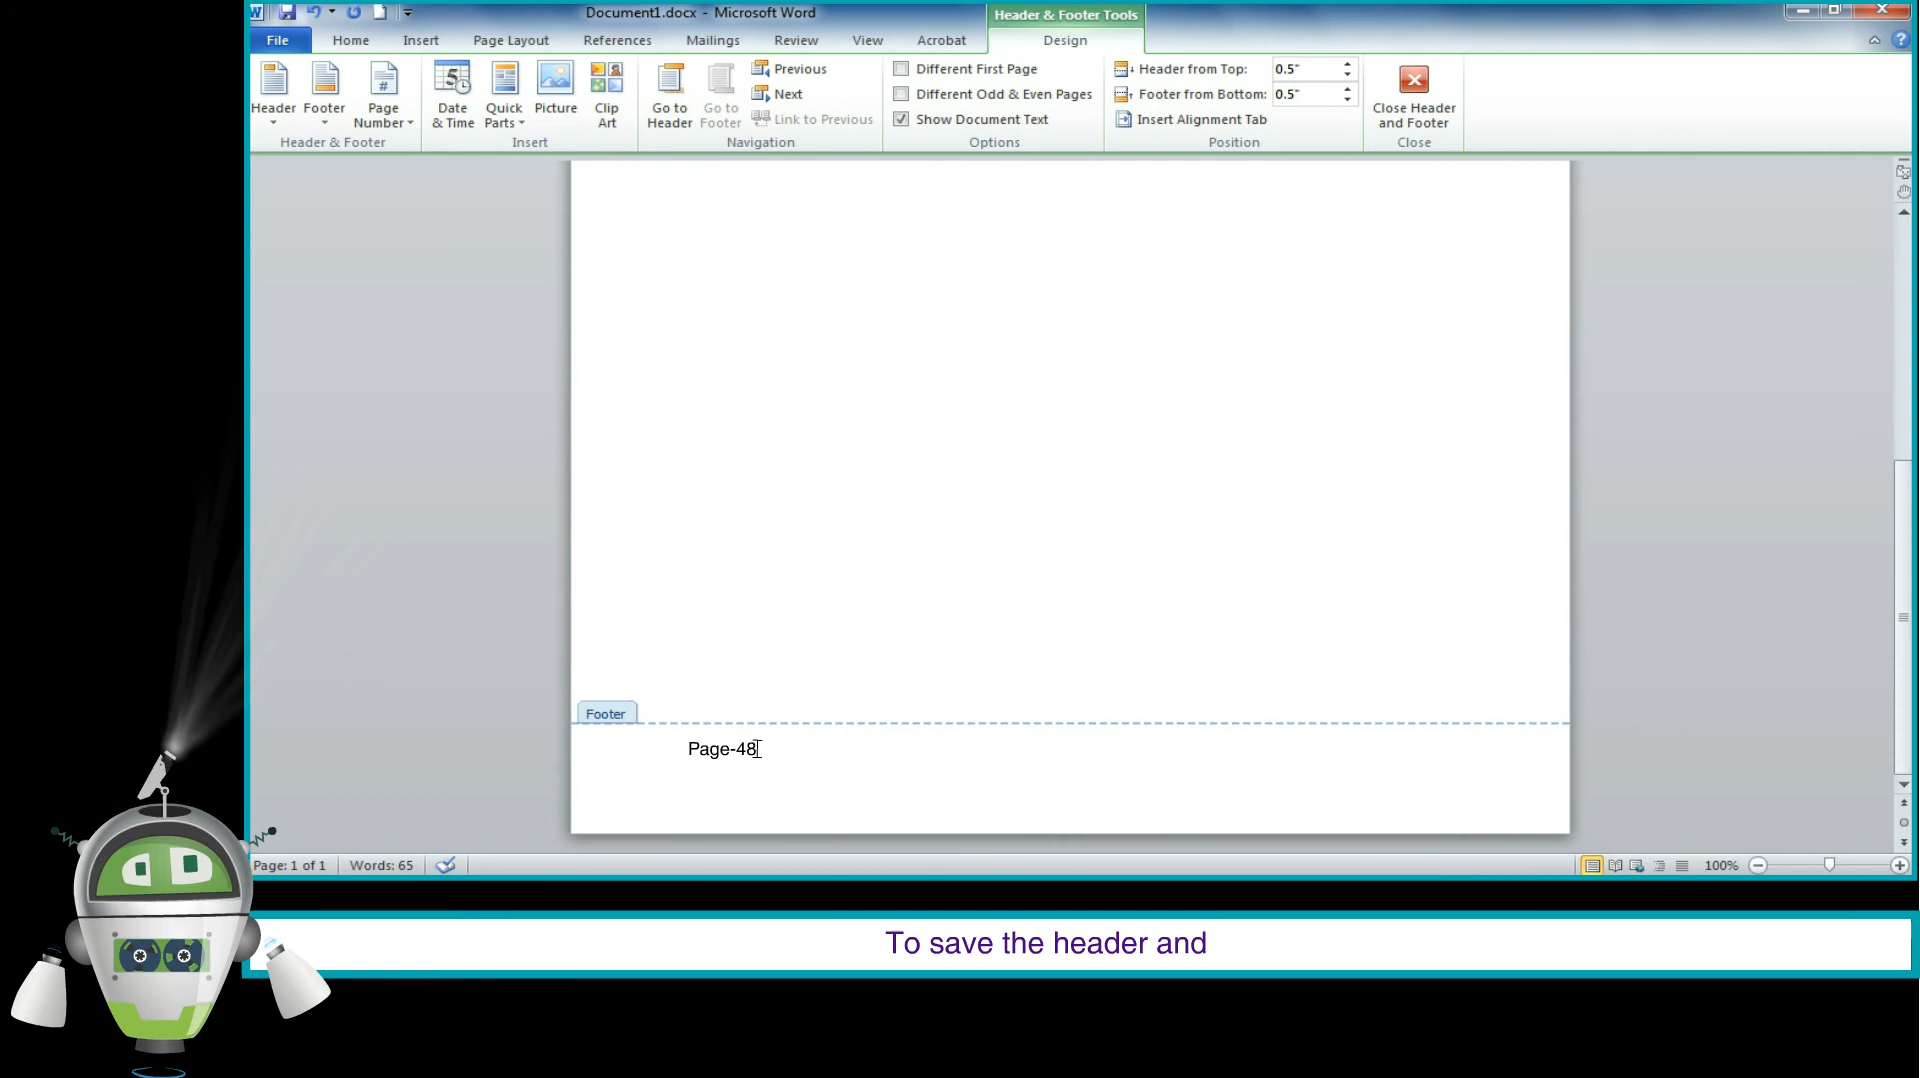 Document1.docx - Microsoft Word
Header & Footer Tools
File Home Insert Page Layout References Mailings Review View Acrobat Design
Header Footer Page Number
Header & Footer
Date & Time Quick Parts Picture Clip Art
Insert
Go to Header Go to Footer
Previous
Next
Link to Previous
Navigation
Different First Page
Different Odd & Even Pages
Show Document Text
Options
Header from Top: 0.5"
Footer from Bottom: 0.5"
Insert Alignment Tab
Position
Close Header and Footer
Close
Footer
Page-48
Page: 1 of 1 Words: 65 100%
To save the header and